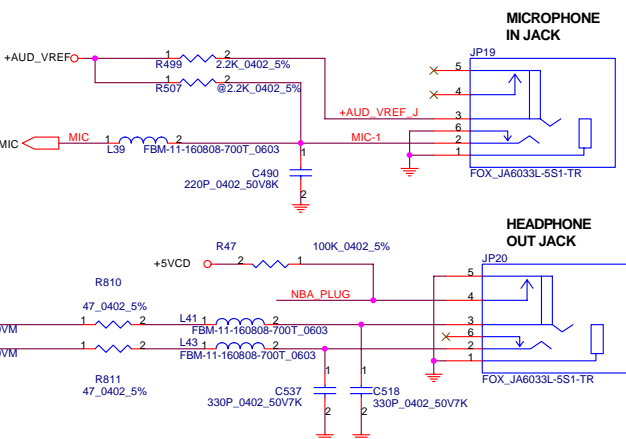 MICROPHONE
IN JACK
JP19
+AUD_VREF
1 2
R499 2.2K_0402_5%
1 2
R507 @2.2K_0402_5%
5
4
+AUD_VREF_J
3
6
MIC MIC 1 2 MIC-1 2
L39 FBM-11-160808-700T_0603
1
1
C490
220P_0402_50V8K
2
FOX_JA6033L-5S1-TR
HEADPHONE
OUT JACK
JP20
R47 100K_0402_5%
+5VCD 2 1
5
NBA_PLUG
4
R810
47_0402_5%
1 2 L41 1 2 3
FBM-11-160808-700T_0603
6
VM
1 2 L43 1 2 2
FBM-11-160808-700T_0603
VM
1
R811
47_0402_5%
1 1
C537 C518
330P_0402_50V7K
330P_0402_50V7K
2 2
FOX_JA6033L-5S1-TR